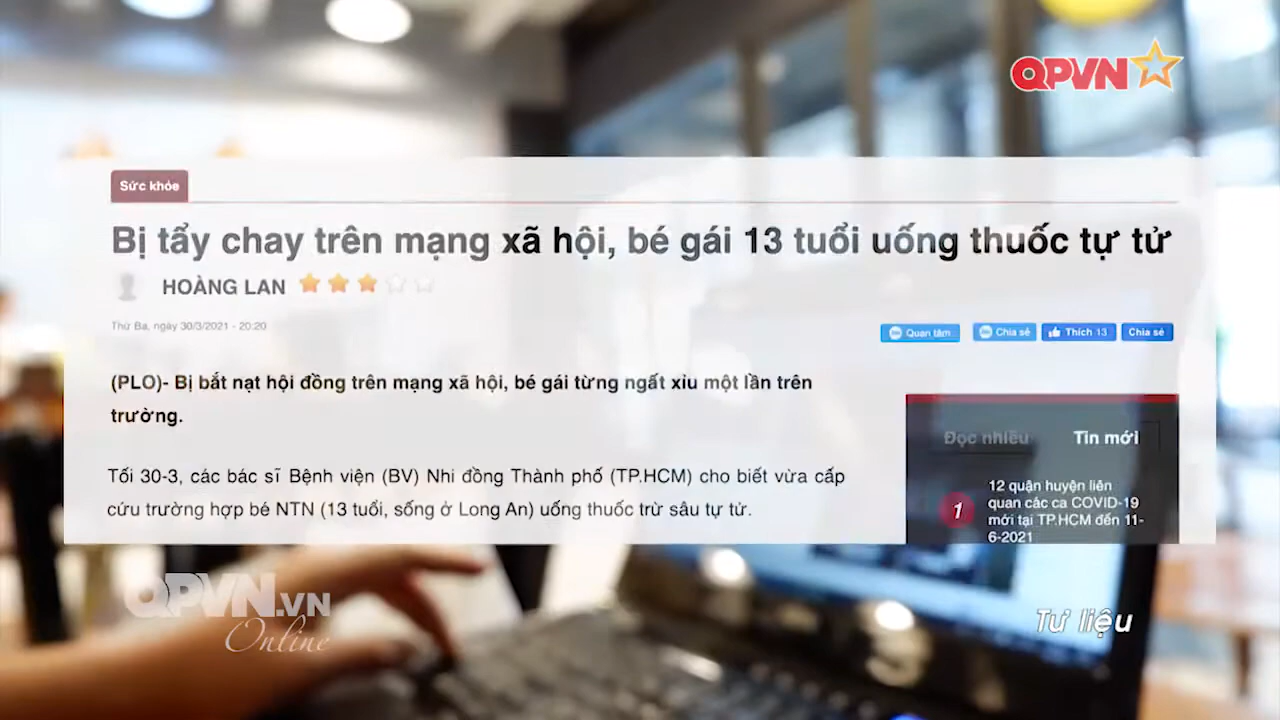 QPVN
Sức khỏe
Bị tẩy chay trên mạng xã hội, bé gái 13 tuổi uống thuốc tự tử
HOÀNG LAN
Thứ Ba, ngày 30/3/2021 - 20:20
Quan tâm
Chia sẻ
Thích 13
Chia sẻ
(PLO)- Bị bắt nạt hội đồng trên mạng xã hội, bé gái từng ngất xỉu một lần trên
trường.
Tối 30-3, các bác sĩ Bệnh viện (BV) Nhi đồng Thành phố (TP.HCM) cho biết vừa cấp
cứu trường hợp bé NTN (13 tuổi, sống ở Long An) uống thuốc trừ sâu tự tử.
Đọc nhiều
Tin mới
1
12 quận huyện liên
quan các ca COVID-19
mới tại TP.HCM đến 11-
6-2021
QPVN.VN
Online
Tư liệu